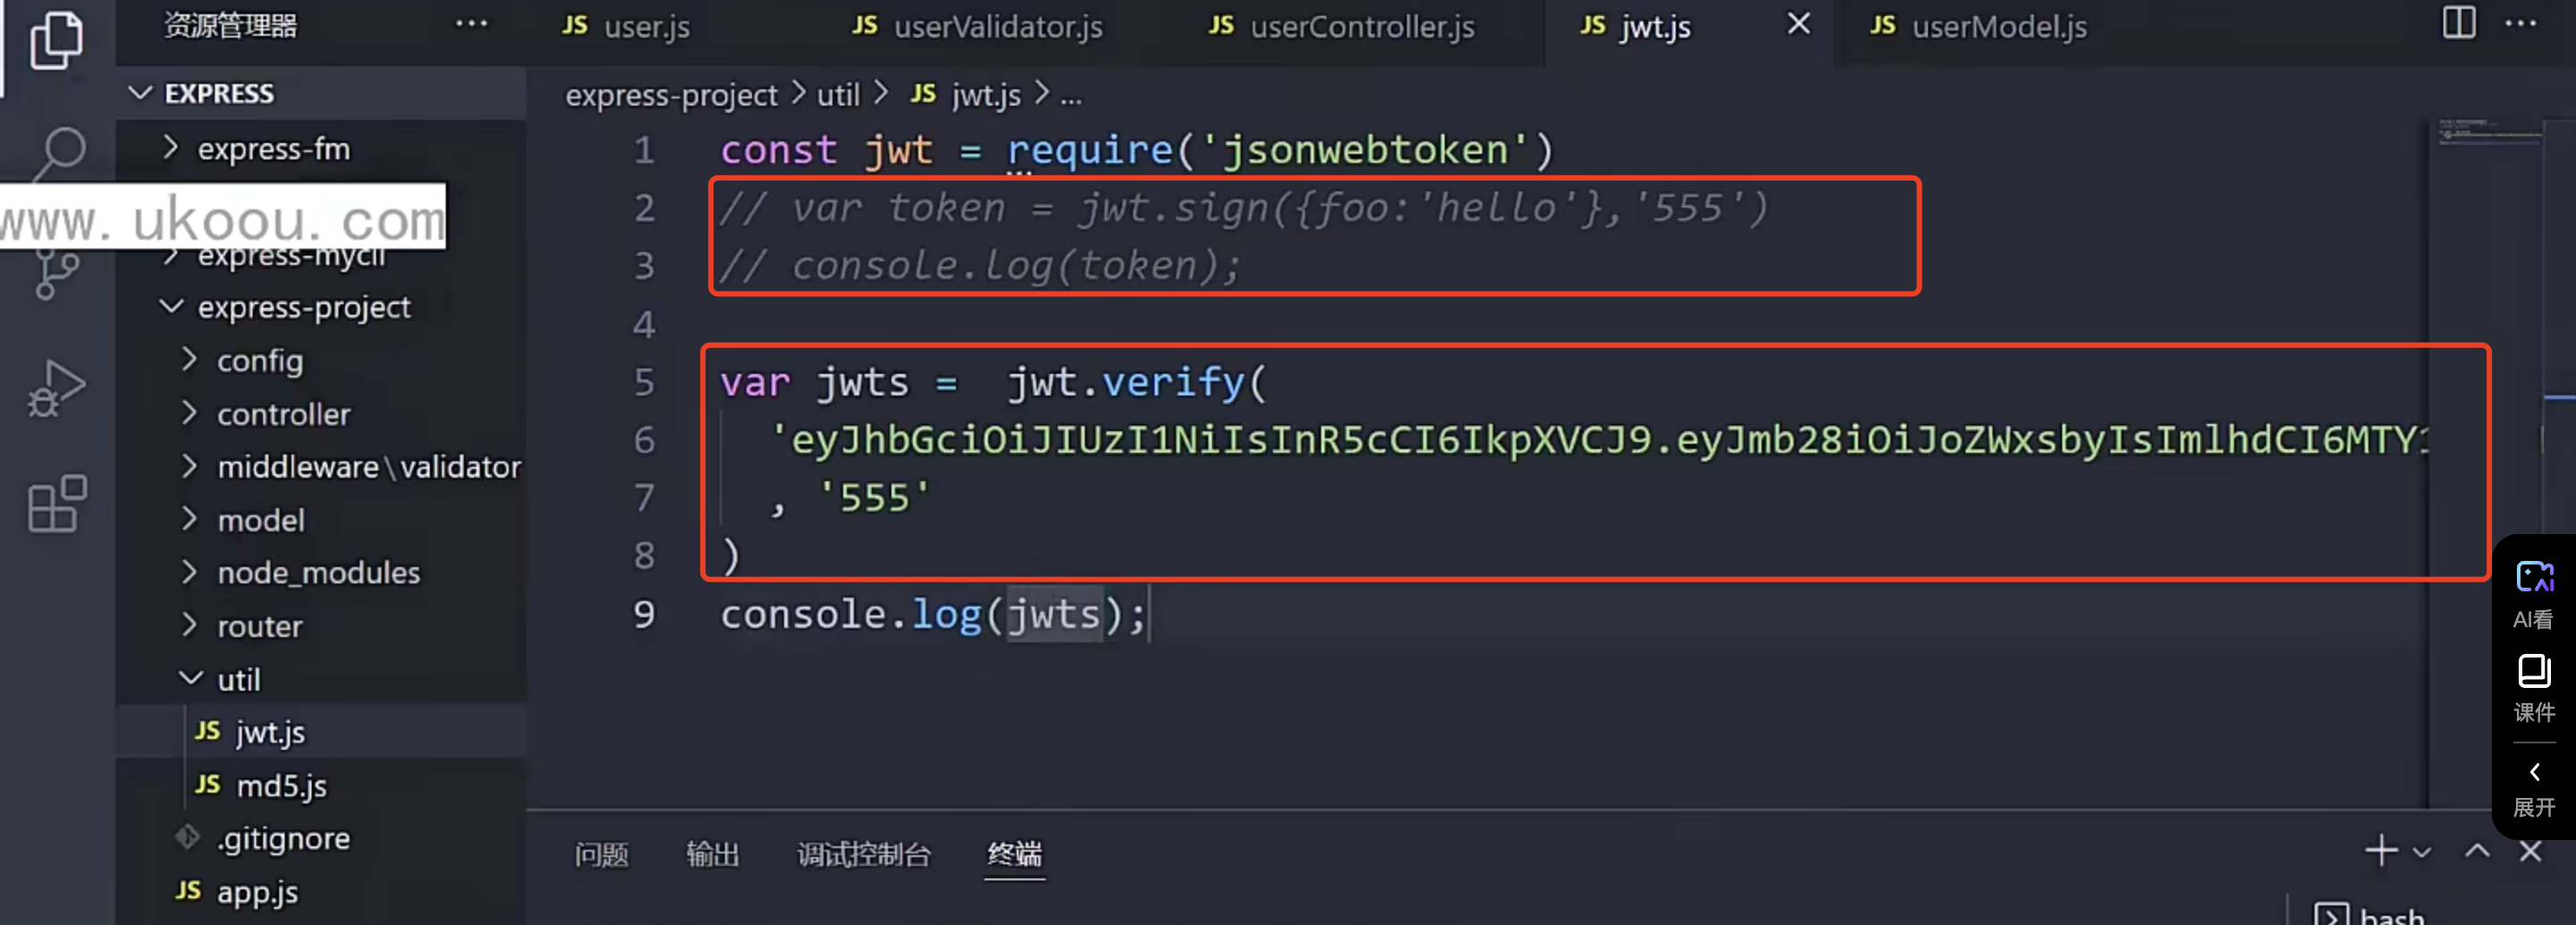 资源管理器 ···
JS user.js
JS userValidator.js
JS userController.js
JS jwt.js
JS userModel.js
···
EXPRESS
express-project > util > JS jwt.js > ...
express-fm
www.ukoou.com
express-mycli
express-project
config
controller
middleware\validator
model
node_modules
router
util
JS jwt.js
JS md5.js
.gitignore
JS app.js
1 const jwt = require('jsonwebtoken')
2 // var token = jwt.sign({foo:'hello'},'555')
3 // console.log(token);
4
5 var jwts =  jwt.verify(
6 'eyJhbGciOiJIUzI1NiIsInR5cCI6IkpXVCJ9.eyJmb28iOiJoZWxsbyIsImlhdCI6MTY1
7 , '555'
8 )
9 console.log(jwts);
问题 输出 调试控制台 终端
bash
AI看
课件
展开